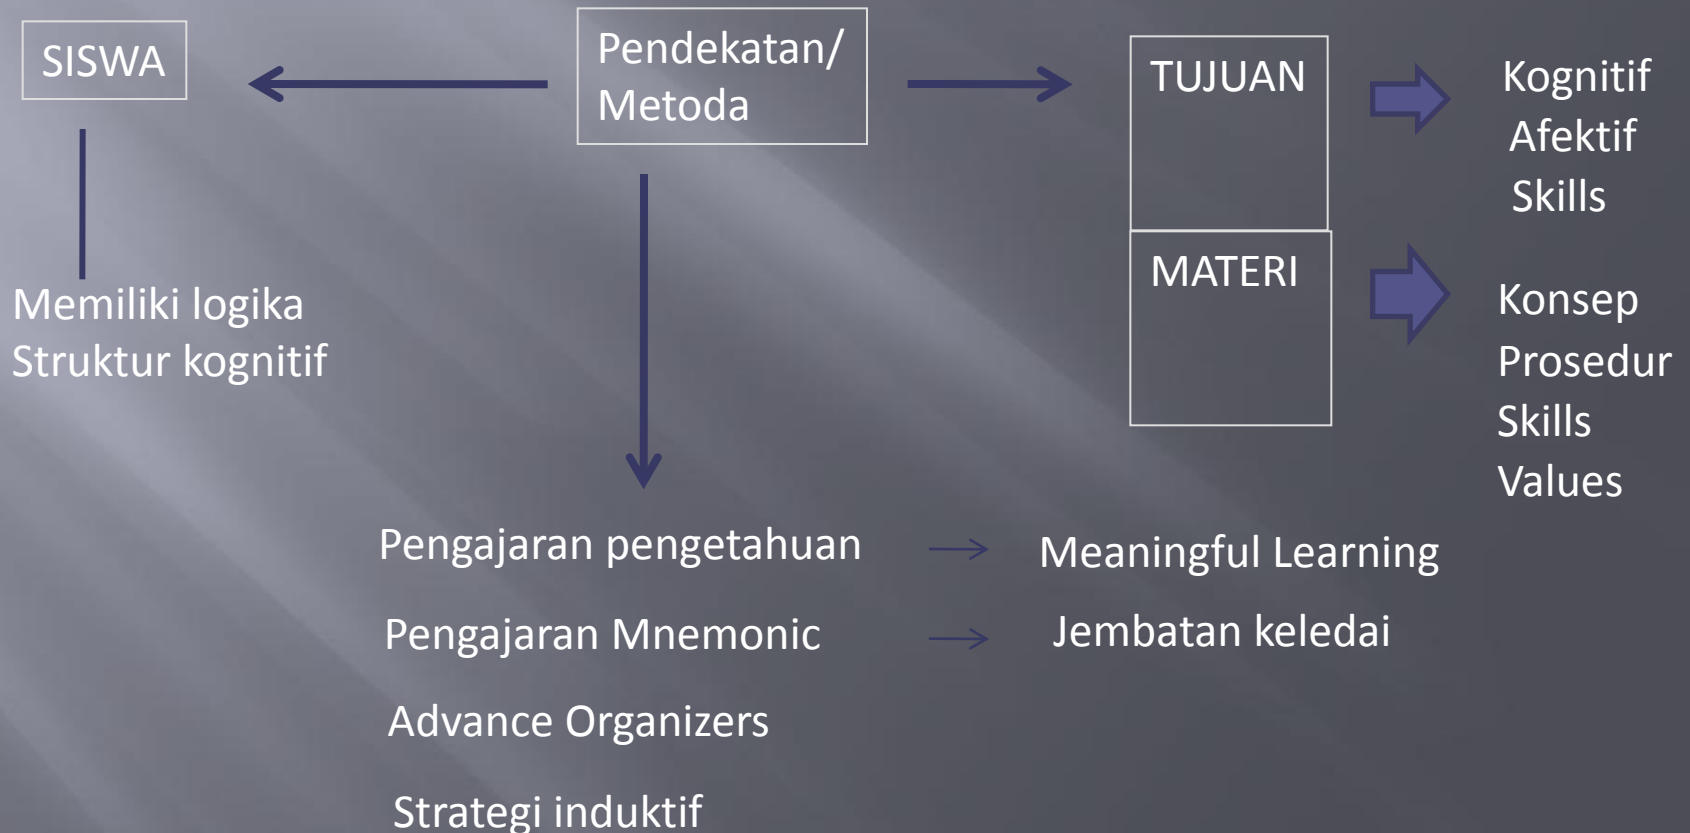 SISWA
Pendekatan/
Metoda
TUJUAN
Kognitif
Afektif
Skills
MATERI
Konsep
Prosedur
Skills
Values
Memiliki logika
Struktur kognitif
Pengajaran pengetahuan
Meaningful Learning
Pengajaran Mnemonic
Jembatan keledai
Advance Organizers
Strategi induktif